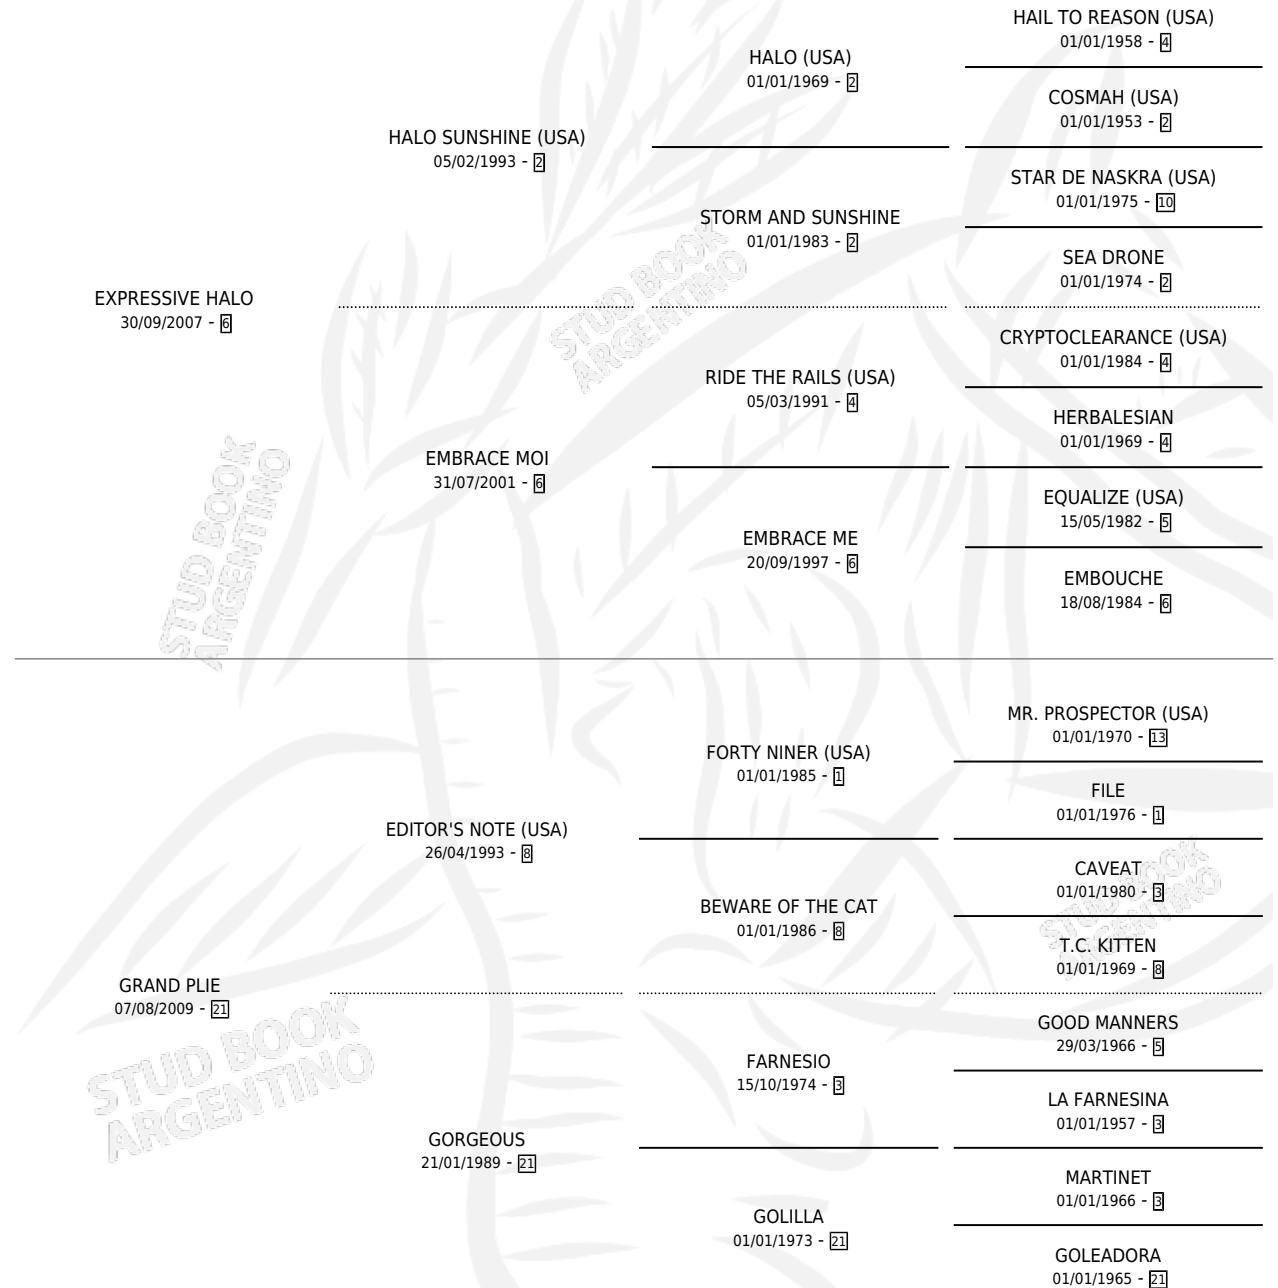 HAIL TO REASON (USA)
01/01/1958 - 4
HALO (USA)
01/01/1969 - 2
COSMAH (USA)
01/01/1953 - 2
HALO SUNSHINE (USA)
05/02/1993 - 2
STAR DE NASKRA (USA)
01/01/1975 - 10
STORM AND SUNSHINE
01/01/1983 - 2
SEA DRONE
01/01/1974 - 2
EXPRESSIVE HALO
30/09/2007 - 6
CRYPTOCLEARANCE (USA)
01/01/1984 - 4
RIDE THE RAILS (USA)
05/03/1991 - 4
HERBALESIAN
01/01/1969 - 4
EMBRACE MOI
31/07/2001 - 6
EQUALIZE (USA)
15/05/1982 - 5
EMBRACE ME
20/09/1997 - 6
EMBOUCHE
18/08/1984 - 6
MR. PROSPECTOR (USA)
01/01/1970 - 13
FORTY NINER (USA)
01/01/1985 - 1
FILE
01/01/1976 - 1
EDITOR'S NOTE (USA)
26/04/1993 - 8
CAVEAT
01/01/1980 - 3
BEWARE OF THE CAT
01/01/1986 - 8
T.C. KITTEN
01/01/1969 - 8
GRAND PLIE
07/08/2009 - 21
GOOD MANNERS
29/03/1966 - 5
FARNESIO
15/10/1974 - 3
LA FARNESINA
01/01/1957 - 3
GORGEOUS
21/01/1989 - 21
MARTINET
01/01/1966 - 3
GOLILLA
01/01/1973 - 21
GOLEADORA
01/01/1965 - 21
STUD BOOK
ARGENTINO
STUD BOOK
ARGENTINO
STUD BOOK
ARGENTINO
STUD BOOK
ARGENTINO